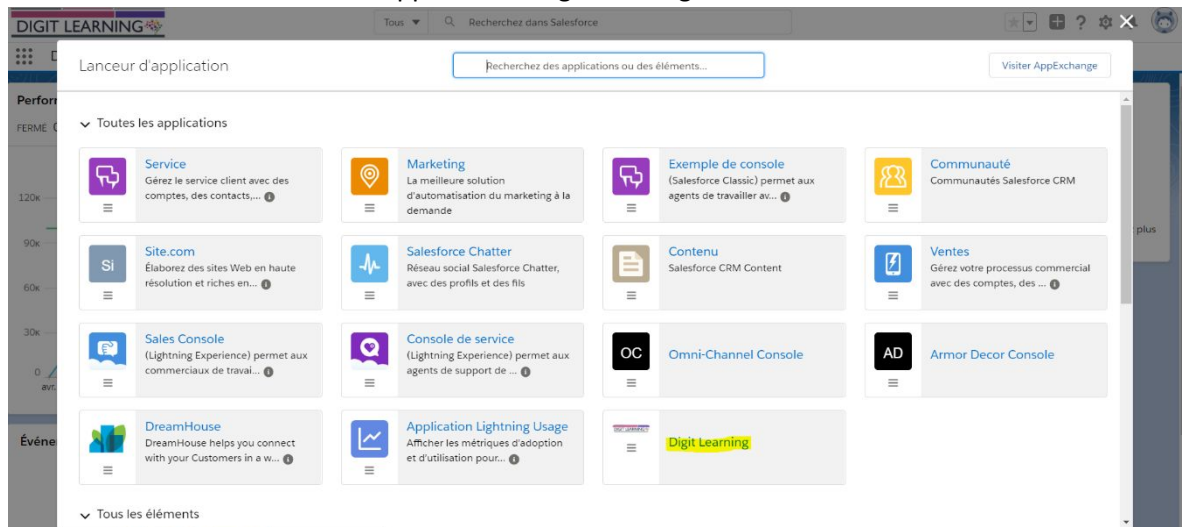 DIGIT LEARNING
Tous
Recherchez dans Salesforce
Lanceur d'application
Recherchez des applications ou des éléments...
Visiter AppExchange
Perforr
FERMÉ
120K
90K
60K
30K
0
avr.
plus
Événe
Toutes les applications
Service
Gérez le service client avec des
comptes, des contacts,...
Marketing
La meilleure solution
d'automatisation du marketing à la
demande
Exemple de console
(Salesforce Classic) permet aux
agents de travailler av...
Communauté
Communautés Salesforce CRM
Si
Site.com
Élaborez des sites Web en haute
résolution et riches en...
Salesforce Chatter
Réseau social Salesforce Chatter,
avec des profils et des fils
Contenu
Salesforce CRM Content
Ventes
Gérez votre processus commercial
avec des comptes, des ...
Sales Console
(Lightning Experience) permet aux
commerciaux de travai...
Console de service
(Lightning Experience) permet aux
agents de support de ...
OC
Omni-Channel Console
AD
Armor Decor Console
DreamHouse
DreamHouse helps you connect
with your Customers in a w...
Application Lightning Usage
Afficher les métriques d'adoption
et d'utilisation pour...
DIGIT LEARNING
Digit Learning
Tous les éléments